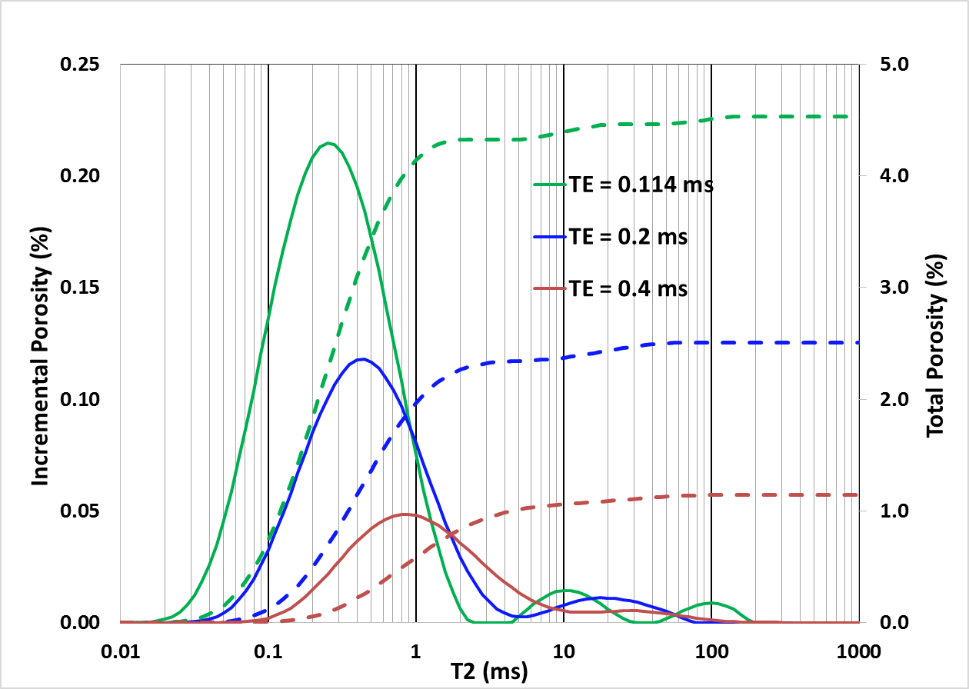 0.25
0.20
0.15
0.10
0.05
0.00
Incremental Porosity (%)
5.0
4.0
3.0
2.0
1.0
0.0
Total Porosity (%)
TE = 0.114 ms
TE = 0.2 ms
TE = 0.4 ms
0.01 0.1 1 10 100 1000
T2 (ms)